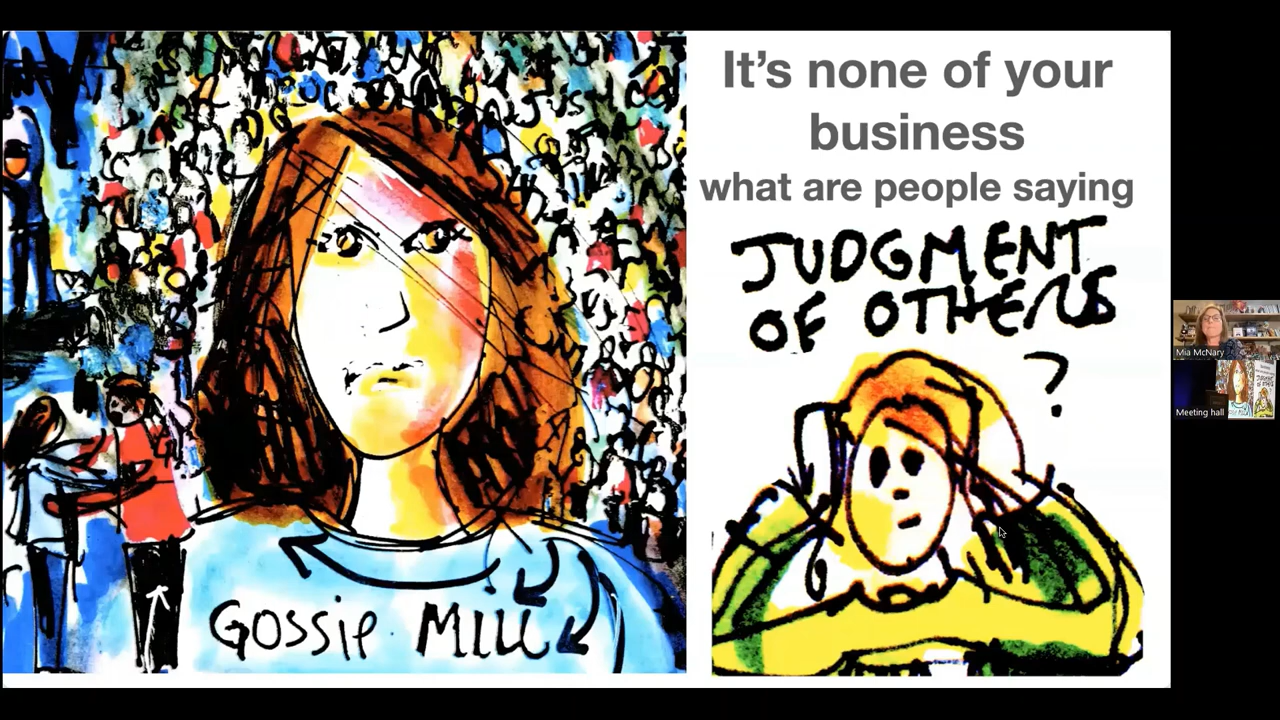 Gossip Mill
It's none of your
business
what are people saying
JUDGMENT
OF OTHERS
?
Mia McNary
Meeting hall